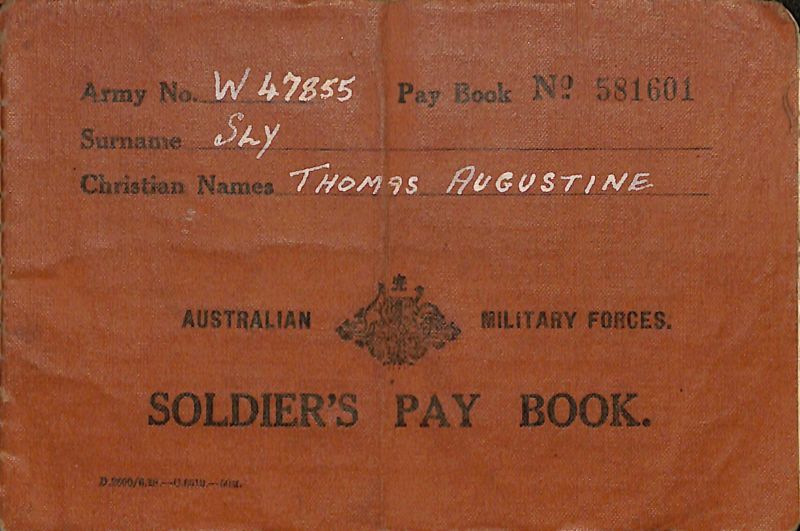 Army No. W 47855 Pay Book Nº 581601
Surname SLY
Christian Names THOMAS AUGUSTINE
AUSTRALIAN MILITARY FORCES.
SOLDIER'S PAY BOOK.